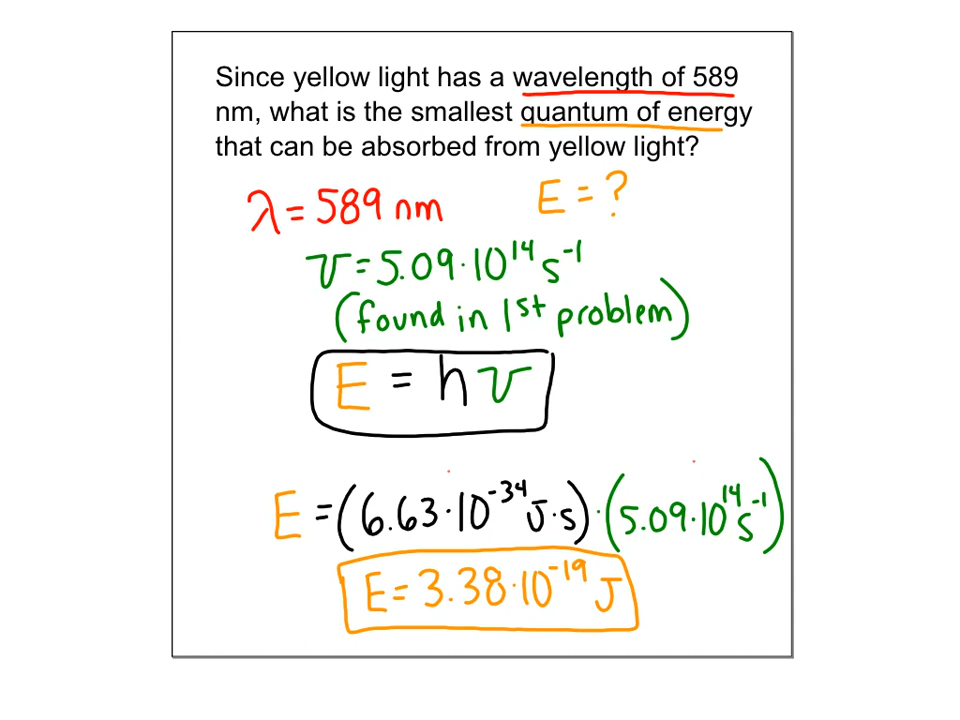 Since yellow light has a wavelength of 589
nm, what is the smallest quantum of energy
that can be absorbed from yellow light?
λ = 589 nm E = ?
ν = 5.09·10¹⁴ s⁻¹
(found in 1st problem)
E = hν
E = (6.63·10⁻³⁴ J·s)·(5.09·10¹⁴ s⁻¹)
E = 3.38·10⁻¹⁹ J